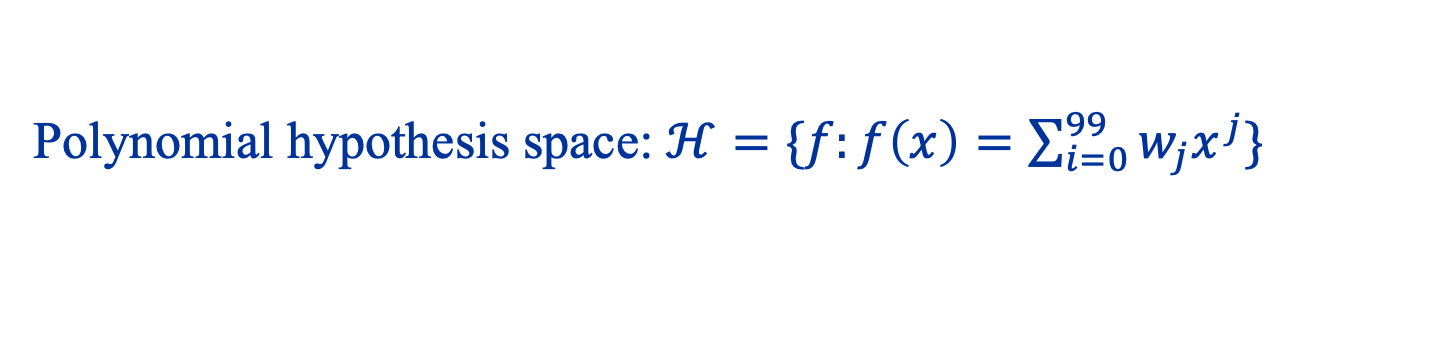 Polynomial hypothesis space: ℋ = {f: f(x) = ∑_{i=0}^{99} w_j x^j}